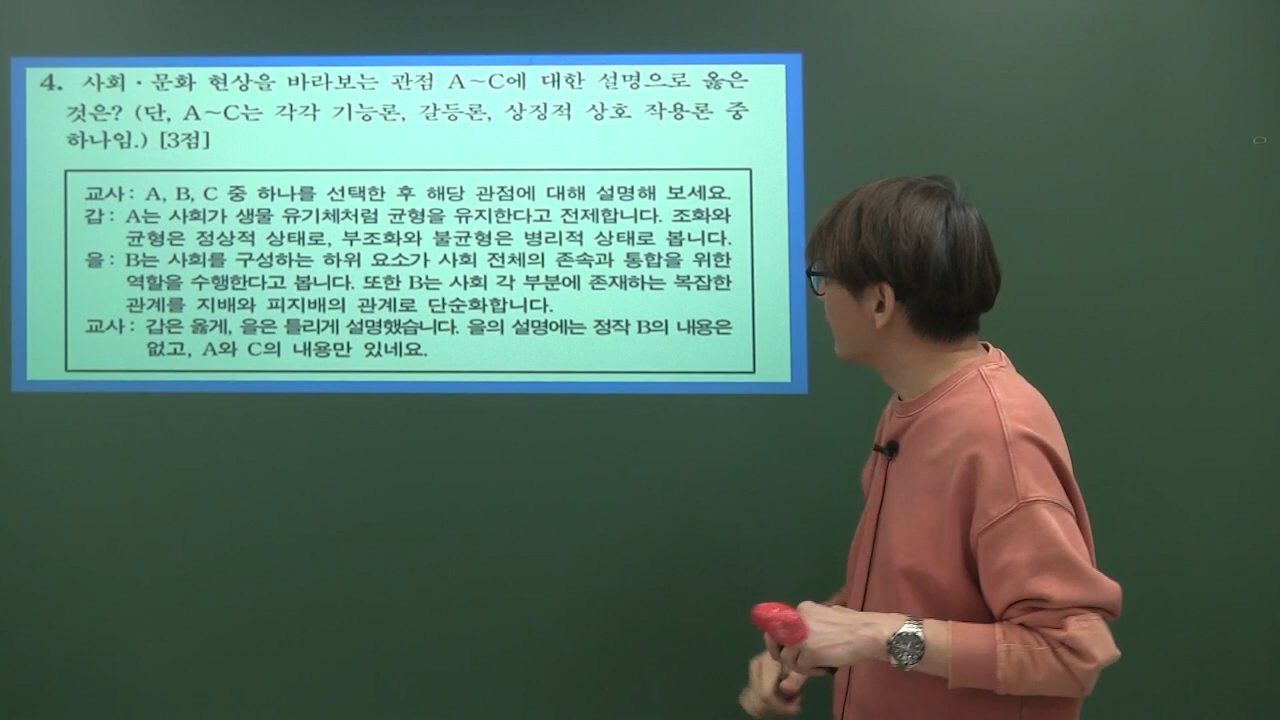 4. 사회·문화 현상을 바라보는 관점 A~C에 대한 설명으로 옳은
것은? (단, A~C는 각각 기능론, 갈등론, 상징적 상호 작용론 중
하나임.) [3점]
교사: A, B, C 중 하나를 선택한 후 해당 관점에 대해 설명해 보세요.
갑: A는 사회가 생물 유기체처럼 균형을 유지한다고 전제합니다. 조화와
균형은 정상적 상태로, 부조화와 불균형은 병리적 상태로 봅니다.
을: B는 사회를 구성하는 하위 요소가 사회 전체의 존속과 통합을 위한
역할을 수행한다고 봅니다. 또한 B는 사회 각 부분에 존재하는 복잡한
관계를 지배와 피지배의 관계로 단순화합니다.
교사: 갑은 옳게, 을은 틀리게 설명했습니다. 을의 설명에는 정작 B의 내용은
없고, A와 C의 내용만 있네요.